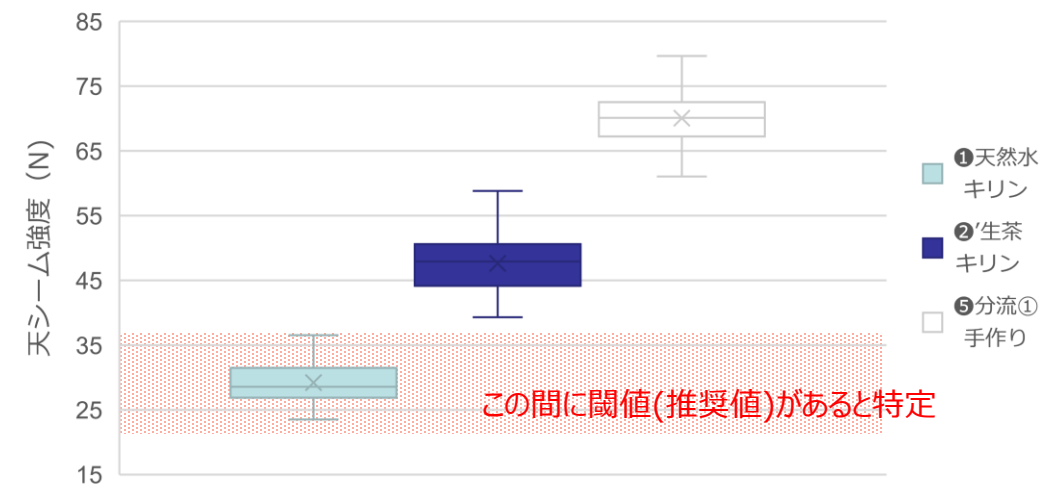 85
75
65
55
45
35
25
15
天シーム強度 (N)
❶天然水
キリン
❷’生茶
キリン
❺分流①
手作り
この間に閾値(推奨値)があると特定